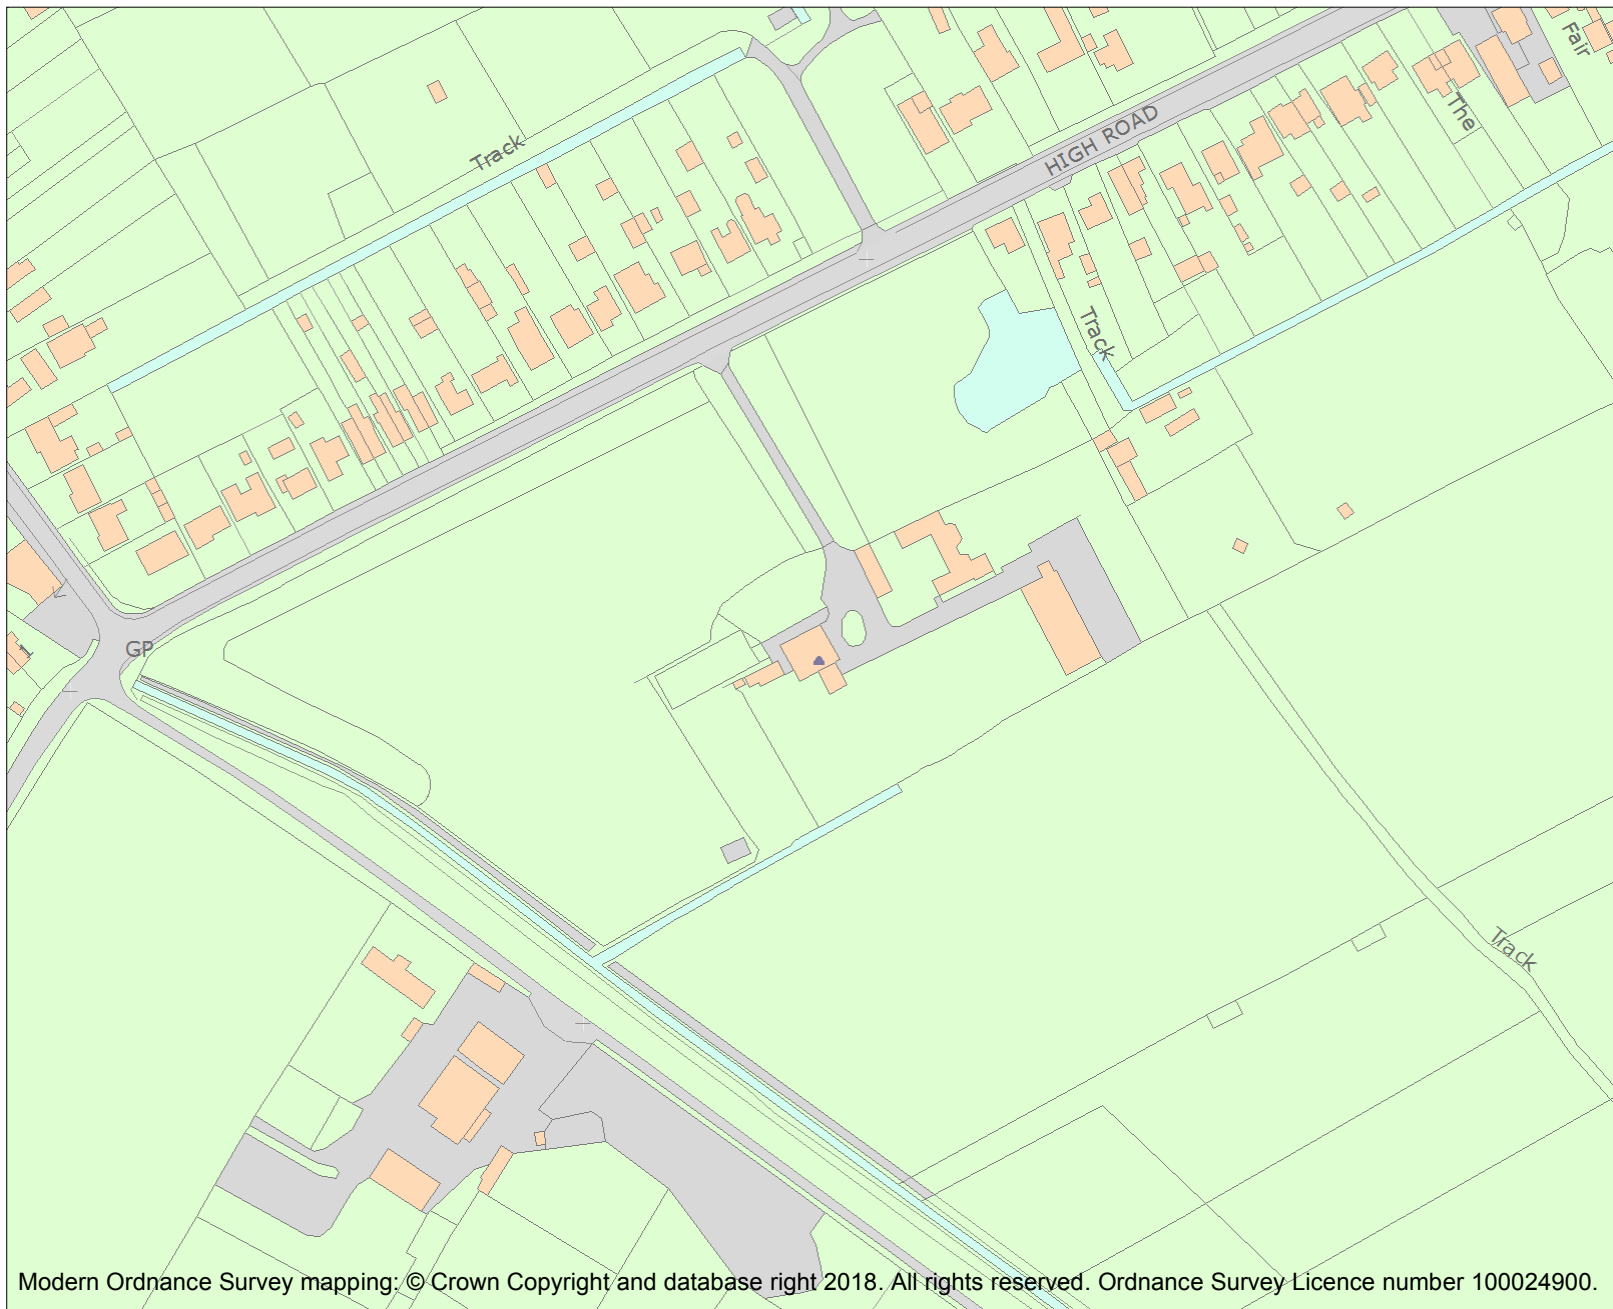 Fair
The
Track
HIGH ROAD
Track
GP
1
Track
Modern Ordnance Survey mapping: © Crown Copyright and database right 2018. All rights reserved. Ordnance Survey Licence number 100024900.